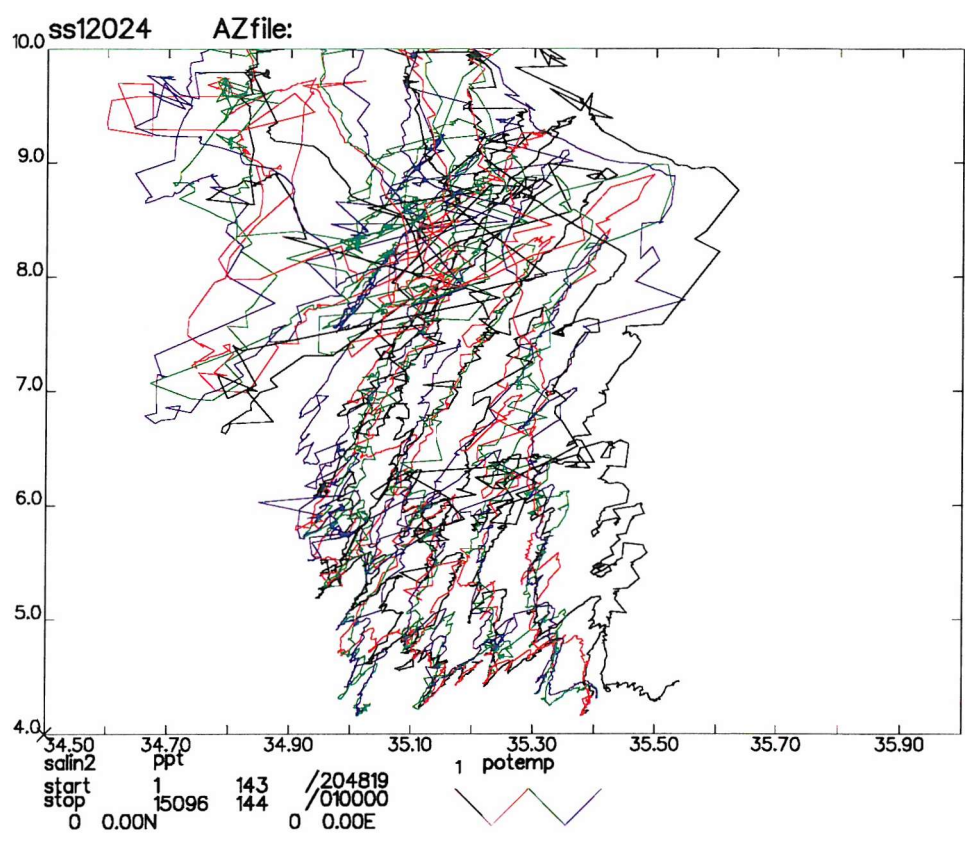 ss12024 AZfile:
10.0
9.0
8.0
7.0
6.0
5.0
4.0
34.50 34.70 34.90 35.10 35.30 35.50 35.70 35.90
salin2 ppt 1 potemp
start 1 143 /204819
stop 15096 144 /010000
0 0.00N 0 0.00E